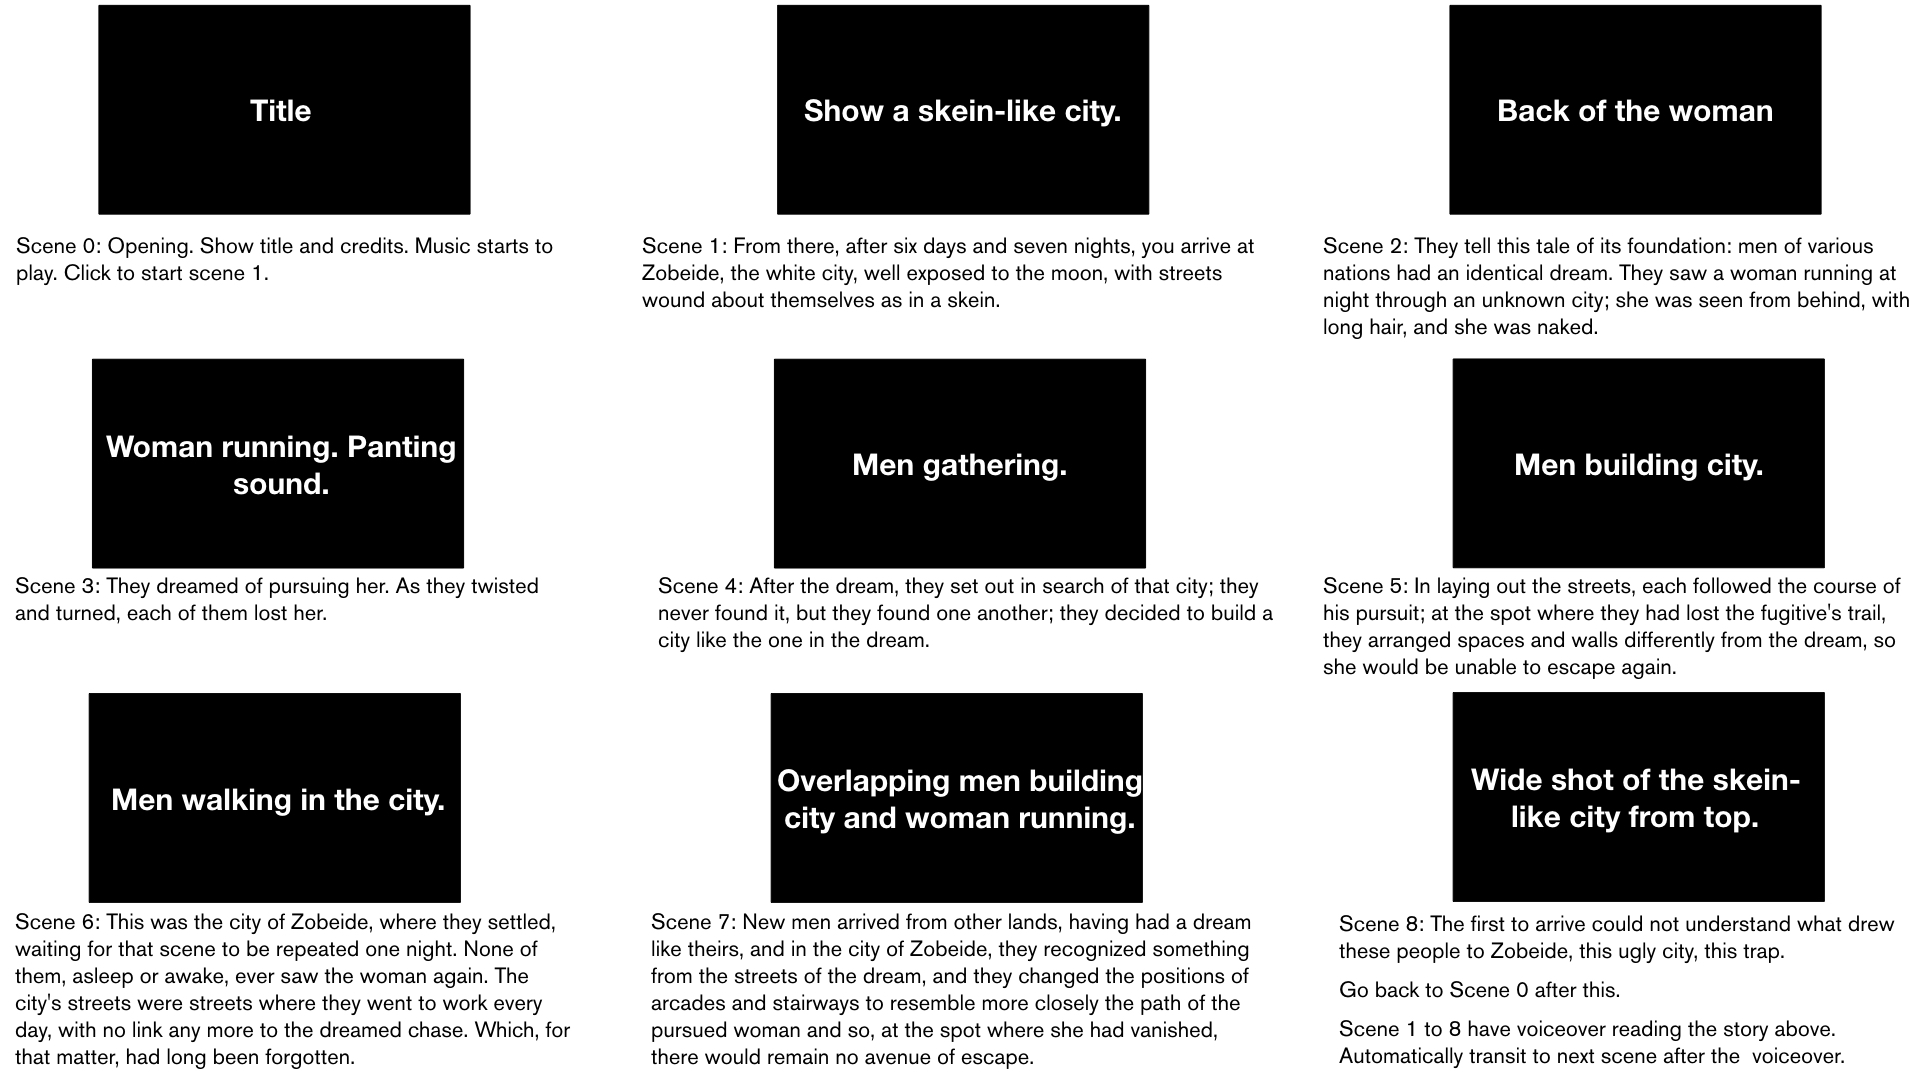 Title
Scene 0: Opening. Show title and credits. Music starts to
play. Click to start scene 1.
Show a skein-like city.
Scene 1: From there, after six days and seven nights, you arrive at
Zobeide, the white city, well exposed to the moon, with streets
wound about themselves as in a skein.
Back of the woman
Scene 2: They tell this tale of its foundation: men of various
nations had an identical dream. They saw a woman running at
night through an unknown city; she was seen from behind, with
long hair, and she was naked.
Woman running. Panting
sound.
Scene 3: They dreamed of pursuing her. As they twisted
and turned, each of them lost her.
Men gathering.
Scene 4: After the dream, they set out in search of that city; they
never found it, but they found one another; they decided to build a
city like the one in the dream.
Men building city.
Scene 5: In laying out the streets, each followed the course of
his pursuit; at the spot where they had lost the fugitive's trail,
they arranged spaces and walls differently from the dream, so
she would be unable to escape again.
Men walking in the city.
Scene 6: This was the city of Zobeide, where they settled,
waiting for that scene to be repeated one night. None of
them, asleep or awake, ever saw the woman again. The
city's streets were streets where they went to work every
day, with no link any more to the dreamed chase. Which, for
that matter, had long been forgotten.
Overlapping men building
city and woman running.
Scene 7: New men arrived from other lands, having had a dream
like theirs, and in the city of Zobeide, they recognized something
from the streets of the dream, and they changed the positions of
arcades and stairways to resemble more closely the path of the
pursued woman and so, at the spot where she had vanished,
there would remain no avenue of escape.
Wide shot of the skein-
like city from top.
Scene 8: The first to arrive could not understand what drew
these people to Zobeide, this ugly city, this trap.
Go back to Scene 0 after this.
Scene 1 to 8 have voiceover reading the story above.
Automatically transit to next scene after the  voiceover.